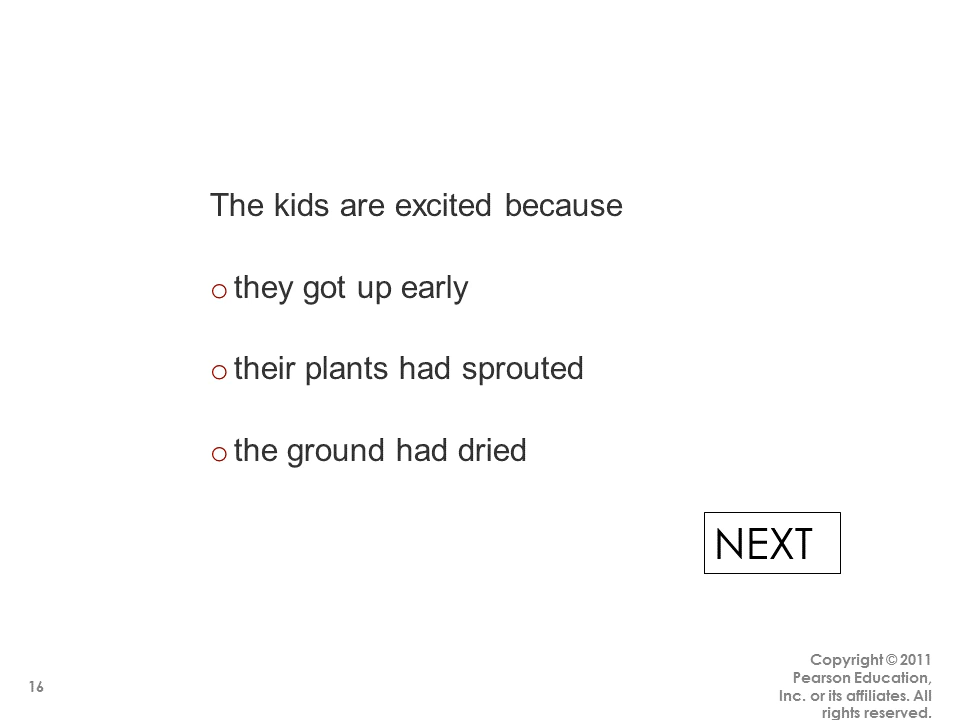 The kids are excited because
o they got up early
o their plants had sprouted
o the ground had dried
NEXT
16
Copyright © 2011
Pearson Education,
Inc. or its affiliates. All
rights reserved.